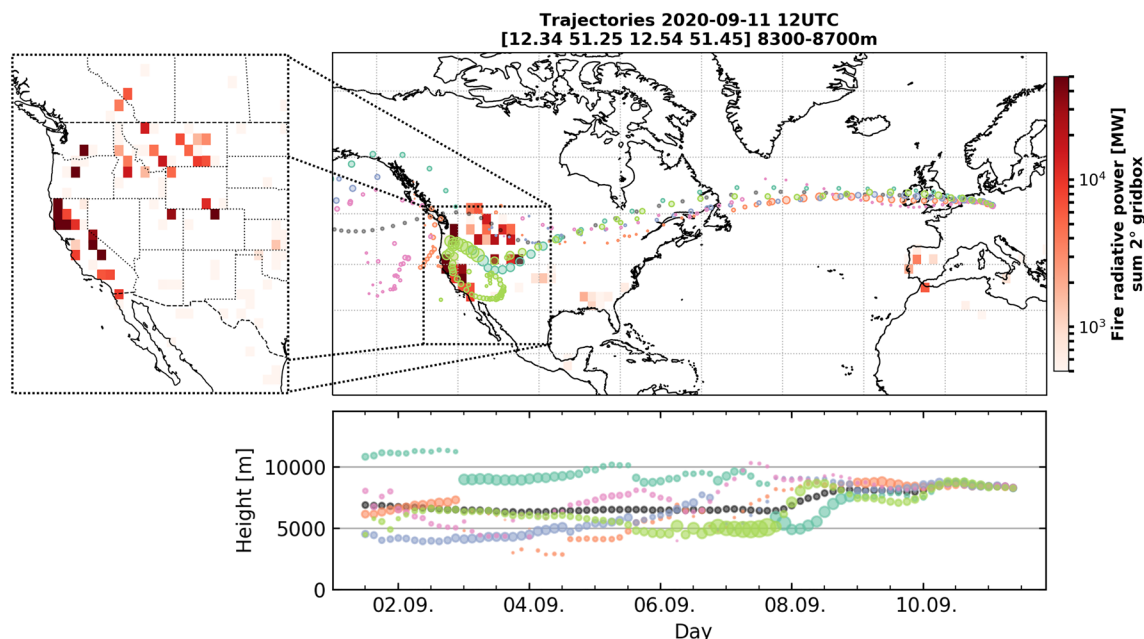 Trajectories 2020-09-11 12UTC
[12.34 51.25 12.54 51.45] 8300-8700m
10⁴
10³
Fire radiative power [MW]
sum 2° gridbox
10000
5000
0
Height [m]
02.09.
04.09.
06.09.
08.09.
10.09.
Day